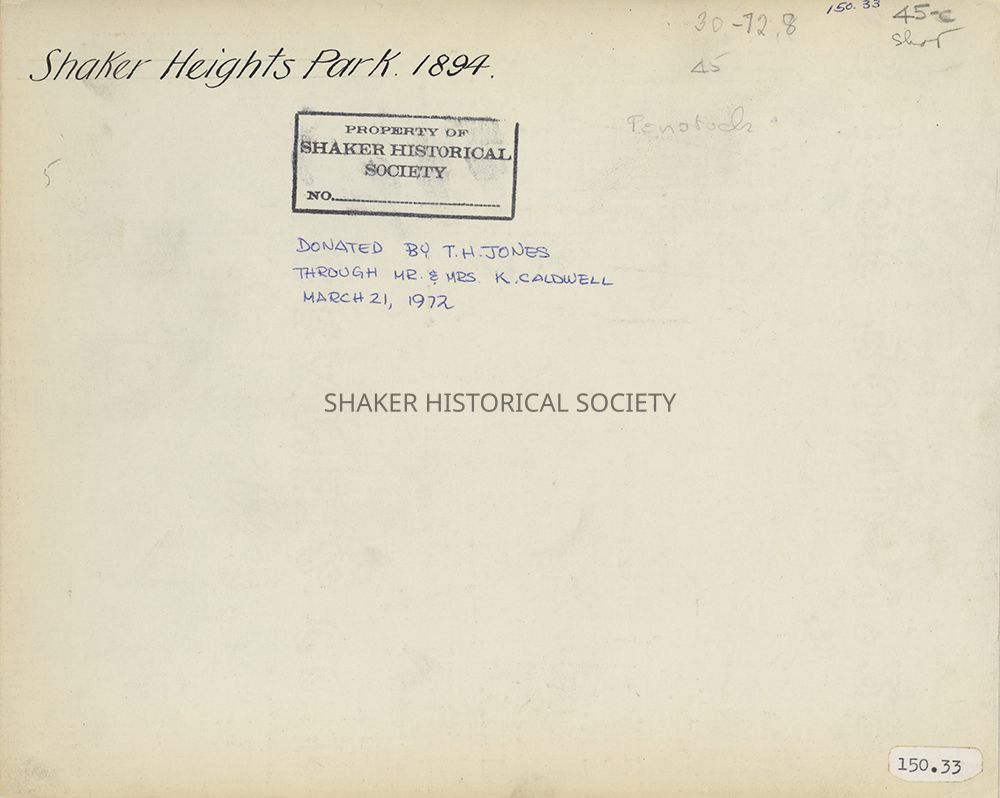 150.33
30-72.8
45-c
Shaker Heights Park. 1894.
45
PROPERTY OF
SHAKER HISTORICAL
SOCIETY
NO.
5
DONATED BY T.H. JONES
THROUGH MR. & MRS. K. CALDWELL
MARCH 21, 1972
SHAKER HISTORICAL SOCIETY
150.33